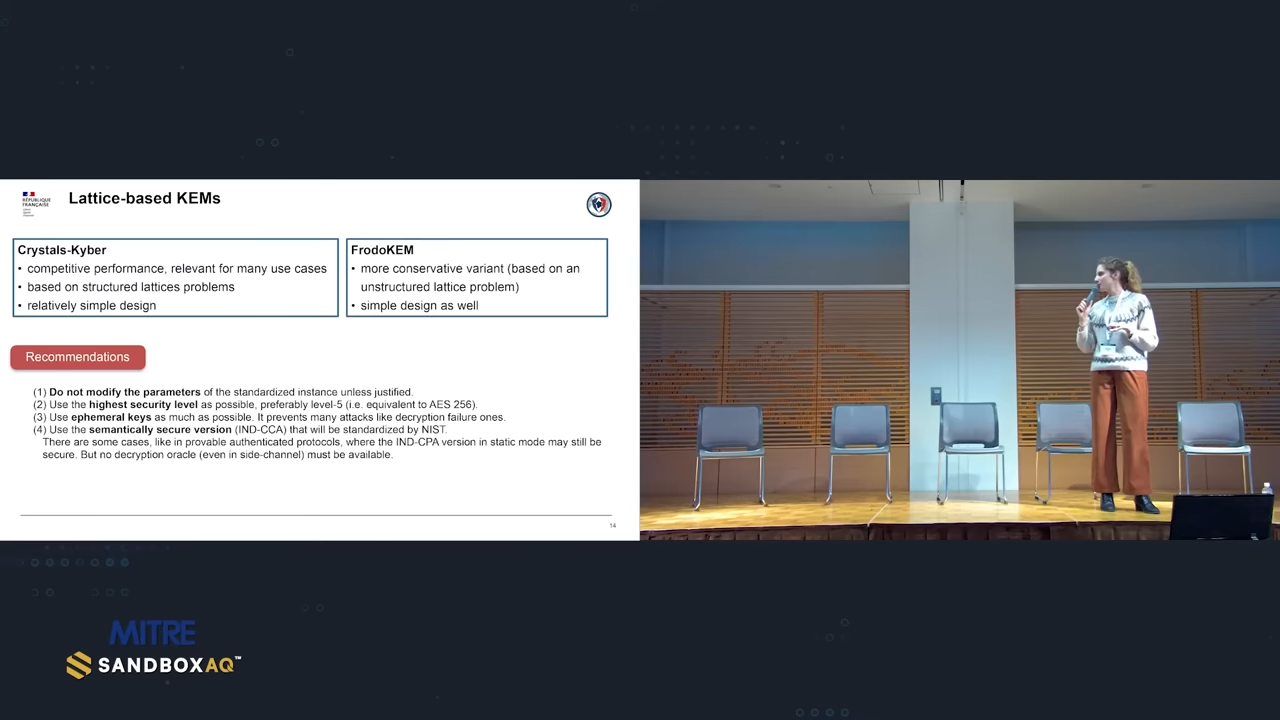 RÉPUBLIQUE
FRANÇAISE
Lattice-based KEMs
Crystals-Kyber
• competitive performance, relevant for many use cases
• based on structured lattices problems
• relatively simple design
FrodoKEM
• more conservative variant (based on an
unstructured lattice problem)
• simple design as well
Recommendations
(1) Do not modify the parameters of the standardized instance unless justified.
(2) Use the highest security level as possible, preferably level-5 (i.e. equivalent to AES 256).
(3) Use ephemeral keys as much as possible. It prevents many attacks like decryption failure ones.
(4) Use the semantically secure version (IND-CCA) that will be standardized by NIST.
There are some cases, like in provable authenticated protocols, where the IND-CPA version in static mode may still be
secure. But no decryption oracle (even in side-channel) must be available.
14
MITRE
SANDBOXAQ™